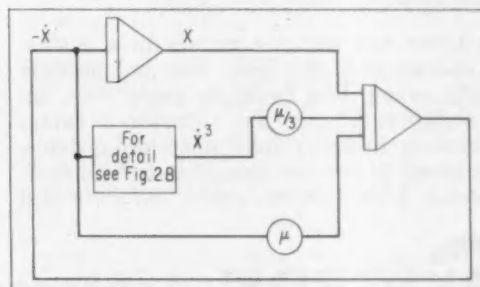 -Ẋ
X
μ/3
For
detail
see Fig. 2B
Ẋ³
μ